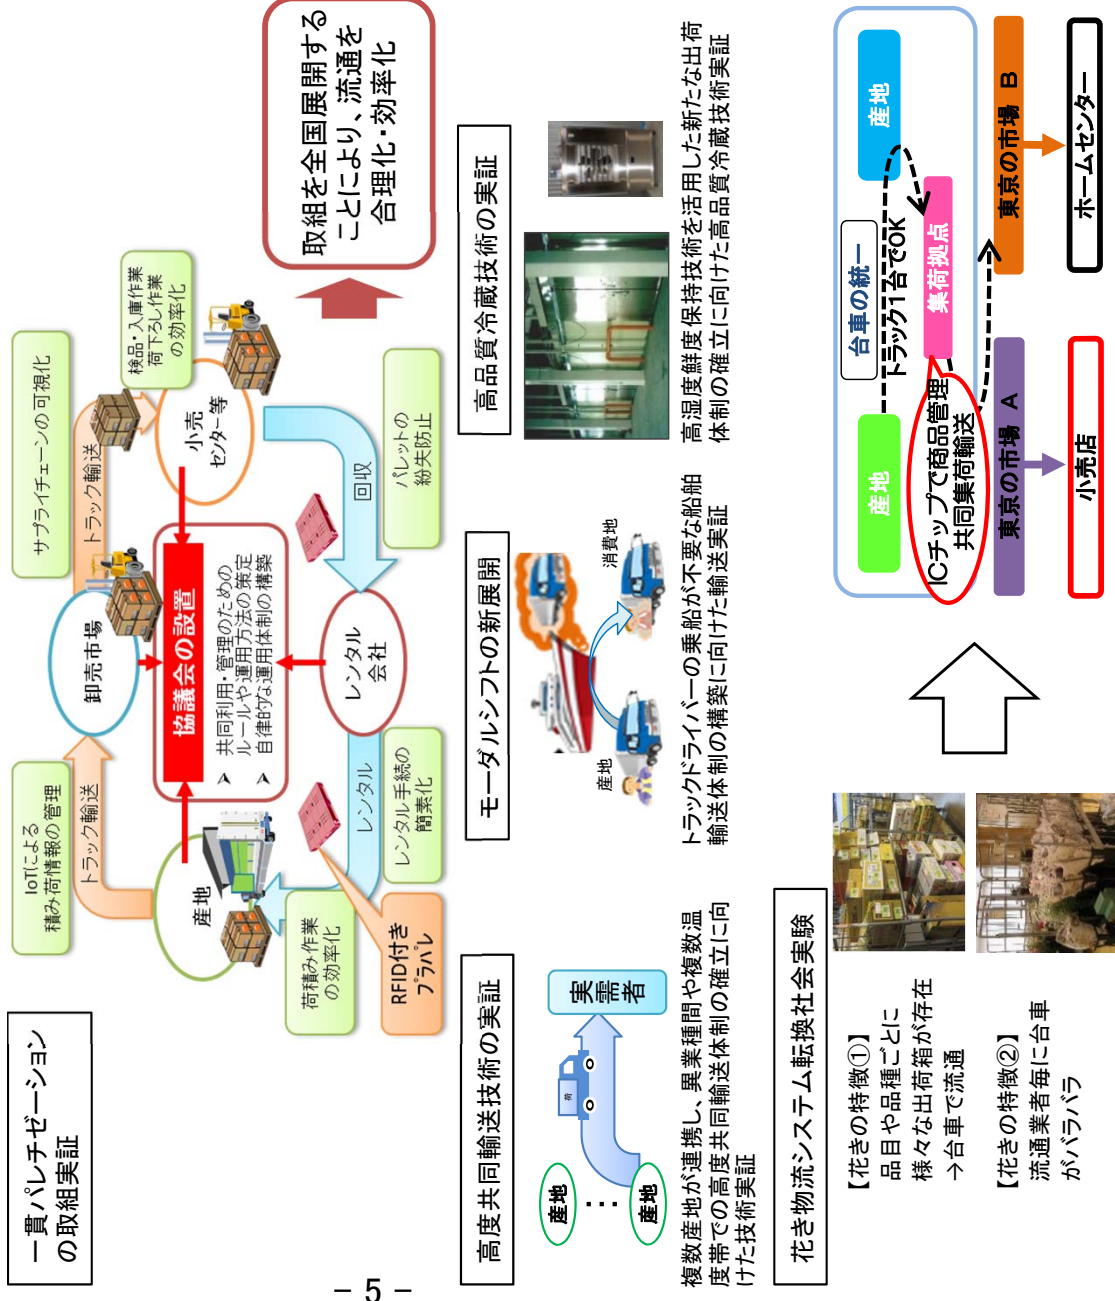 一貫パレチゼーション
の取組実証
IoTによる
積み荷情報の管理
トラック輸送
産地
荷積み作業
の効率化
RFID付き
プラパレ
卸売市場
サプライチェーンの可視化
トラック輸送
検品・入庫作業
荷下ろし作業
の効率化
小売
センター等
協議会の設置
➢ 共同利用・管理のための
ルールや運用方法の策定
➢ 自律的な運用体制の構築
レンタル
会社
レンタル
レンタル手続の
簡素化
回収
パレットの
紛失防止
取組を全国展開する
ことにより、流通を
合理化・効率化
高度共同輸送技術の実証
産地
・・・
産地
荷
実需者
複数産地が連携し、異業種間や複数温
度帯での高度共同輸送体制の確立に向
けた技術実証
モーダルシフトの新展開
産地
消費地
トラックドライバーの乗船が不要な船舶
輸送体制の構築に向けた輸送実証
高品質冷蔵技術の実証
高湿度鮮度保持技術を活用した新たな出荷
体制の確立に向けた高品質冷蔵技術実証
花き物流システム転換社会実験
【花きの特徴①】
品目や品種ごとに
様々な出荷箱が存在
→台車で流通
【花きの特徴②】
流通業者毎に台車
がバラバラ
産地
台車の統一
トラック1台でOK
産地
ICチップで商品管理
共同集荷輸送
集荷拠点
東京の市場 A
東京の市場 B
小売店
ホームセンター
- 5 -